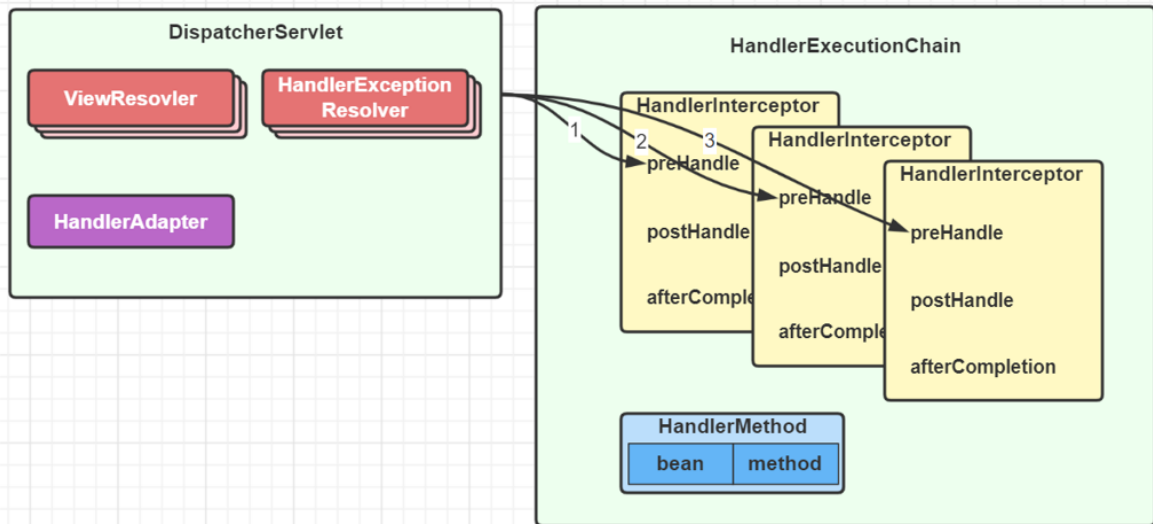 DispatcherServlet
ViewResovler
HandlerException
Resolver
HandlerAdapter
HandlerExecutionChain
HandlerInterceptor
preHandle
postHandle
afterComple
HandlerInterceptor
preHandle
postHandle
afterComple
HandlerInterceptor
preHandle
postHandle
afterCompletion
1
2
3
HandlerMethod
bean method